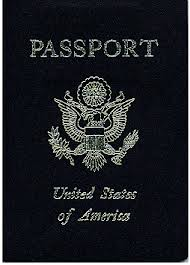 PASSPORT
United States
of America